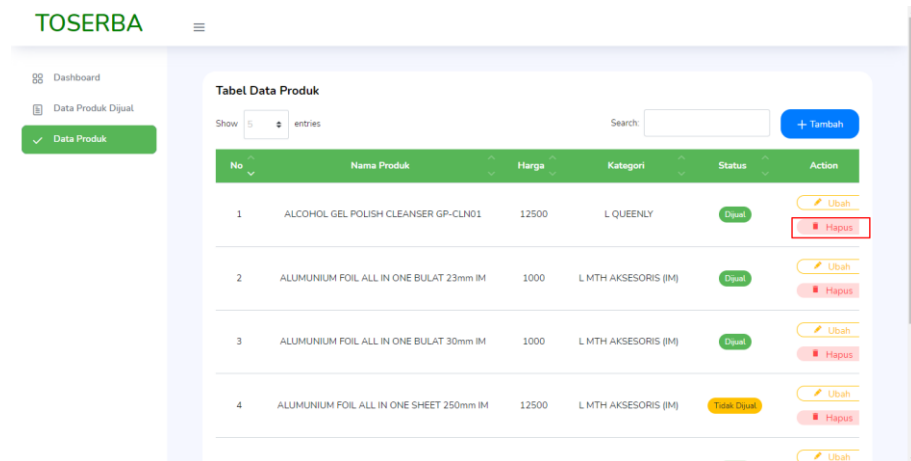 TOSERBA
Dashboard
Data Produk Dijual
Data Produk
Tabel Data Produk
Show 5 entries
Search:
+ Tambah
No Nama Produk Harga Kategori Status Action
1 ALCOHOL GEL POLISH CLEANSER GP-CLN01 12500 L QUEENLY Dijual Ubah
Hapus
2 ALUMUNIUM FOIL ALL IN ONE BULAT 23mm IM 1000 L MTH AKSESORIS (IM) Dijual Ubah
Hapus
3 ALUMUNIUM FOIL ALL IN ONE BULAT 30mm IM 1000 L MTH AKSESORIS (IM) Dijual Ubah
Hapus
4 ALUMUNIUM FOIL ALL IN ONE SHEET 250mm IM 12500 L MTH AKSESORIS (IM) Tidak Dijual Ubah
Hapus
Ubah